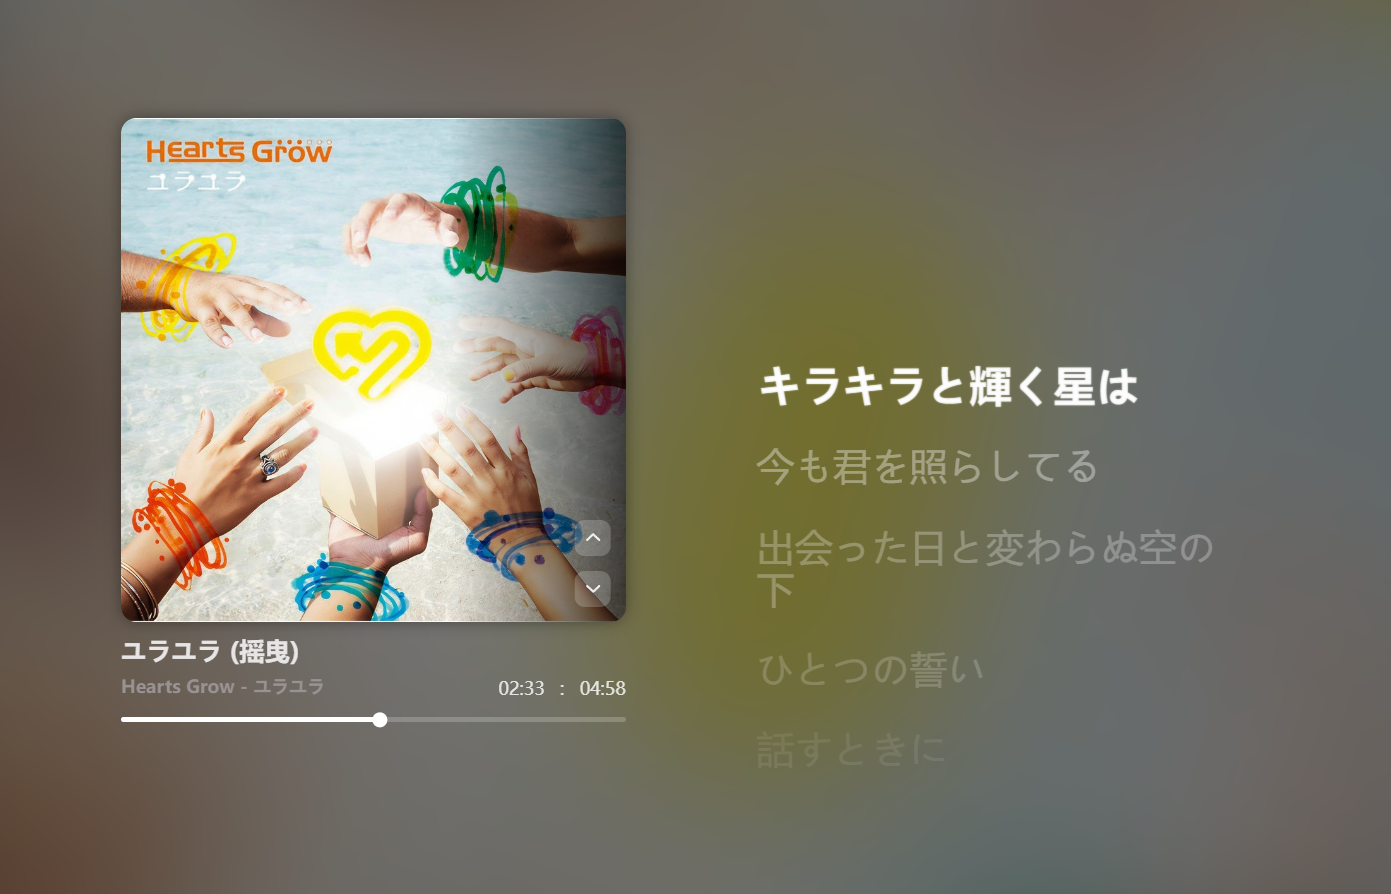 Hearts Grow
ユラユラ
ユラユラ (摇曳)
Hearts Grow - ユラユラ
02:33 : 04:58
キラキラと輝く星は
今も君を照らしてる
出会った日と変わらぬ空の
下
ひとつの誓い
話すときに